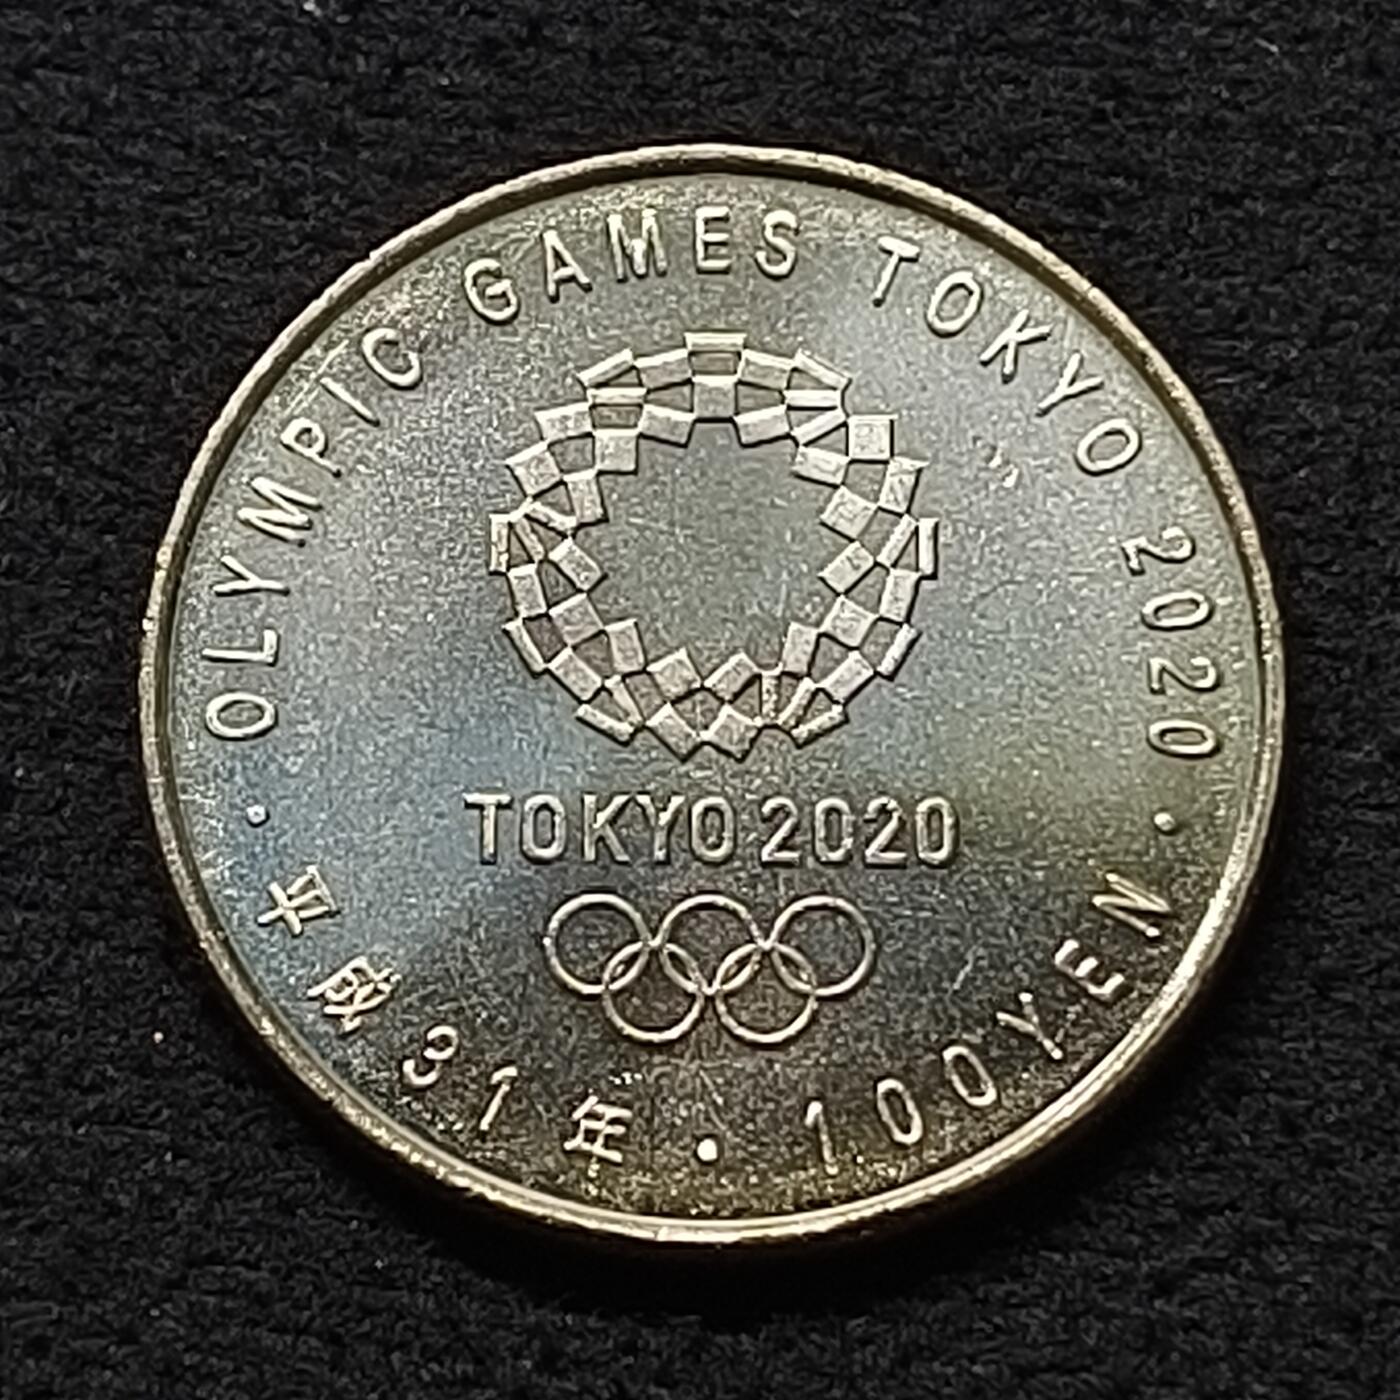 OLYMPIC GAMES TOKYO 2020
TOKYO 2020
平成31年・100YEN